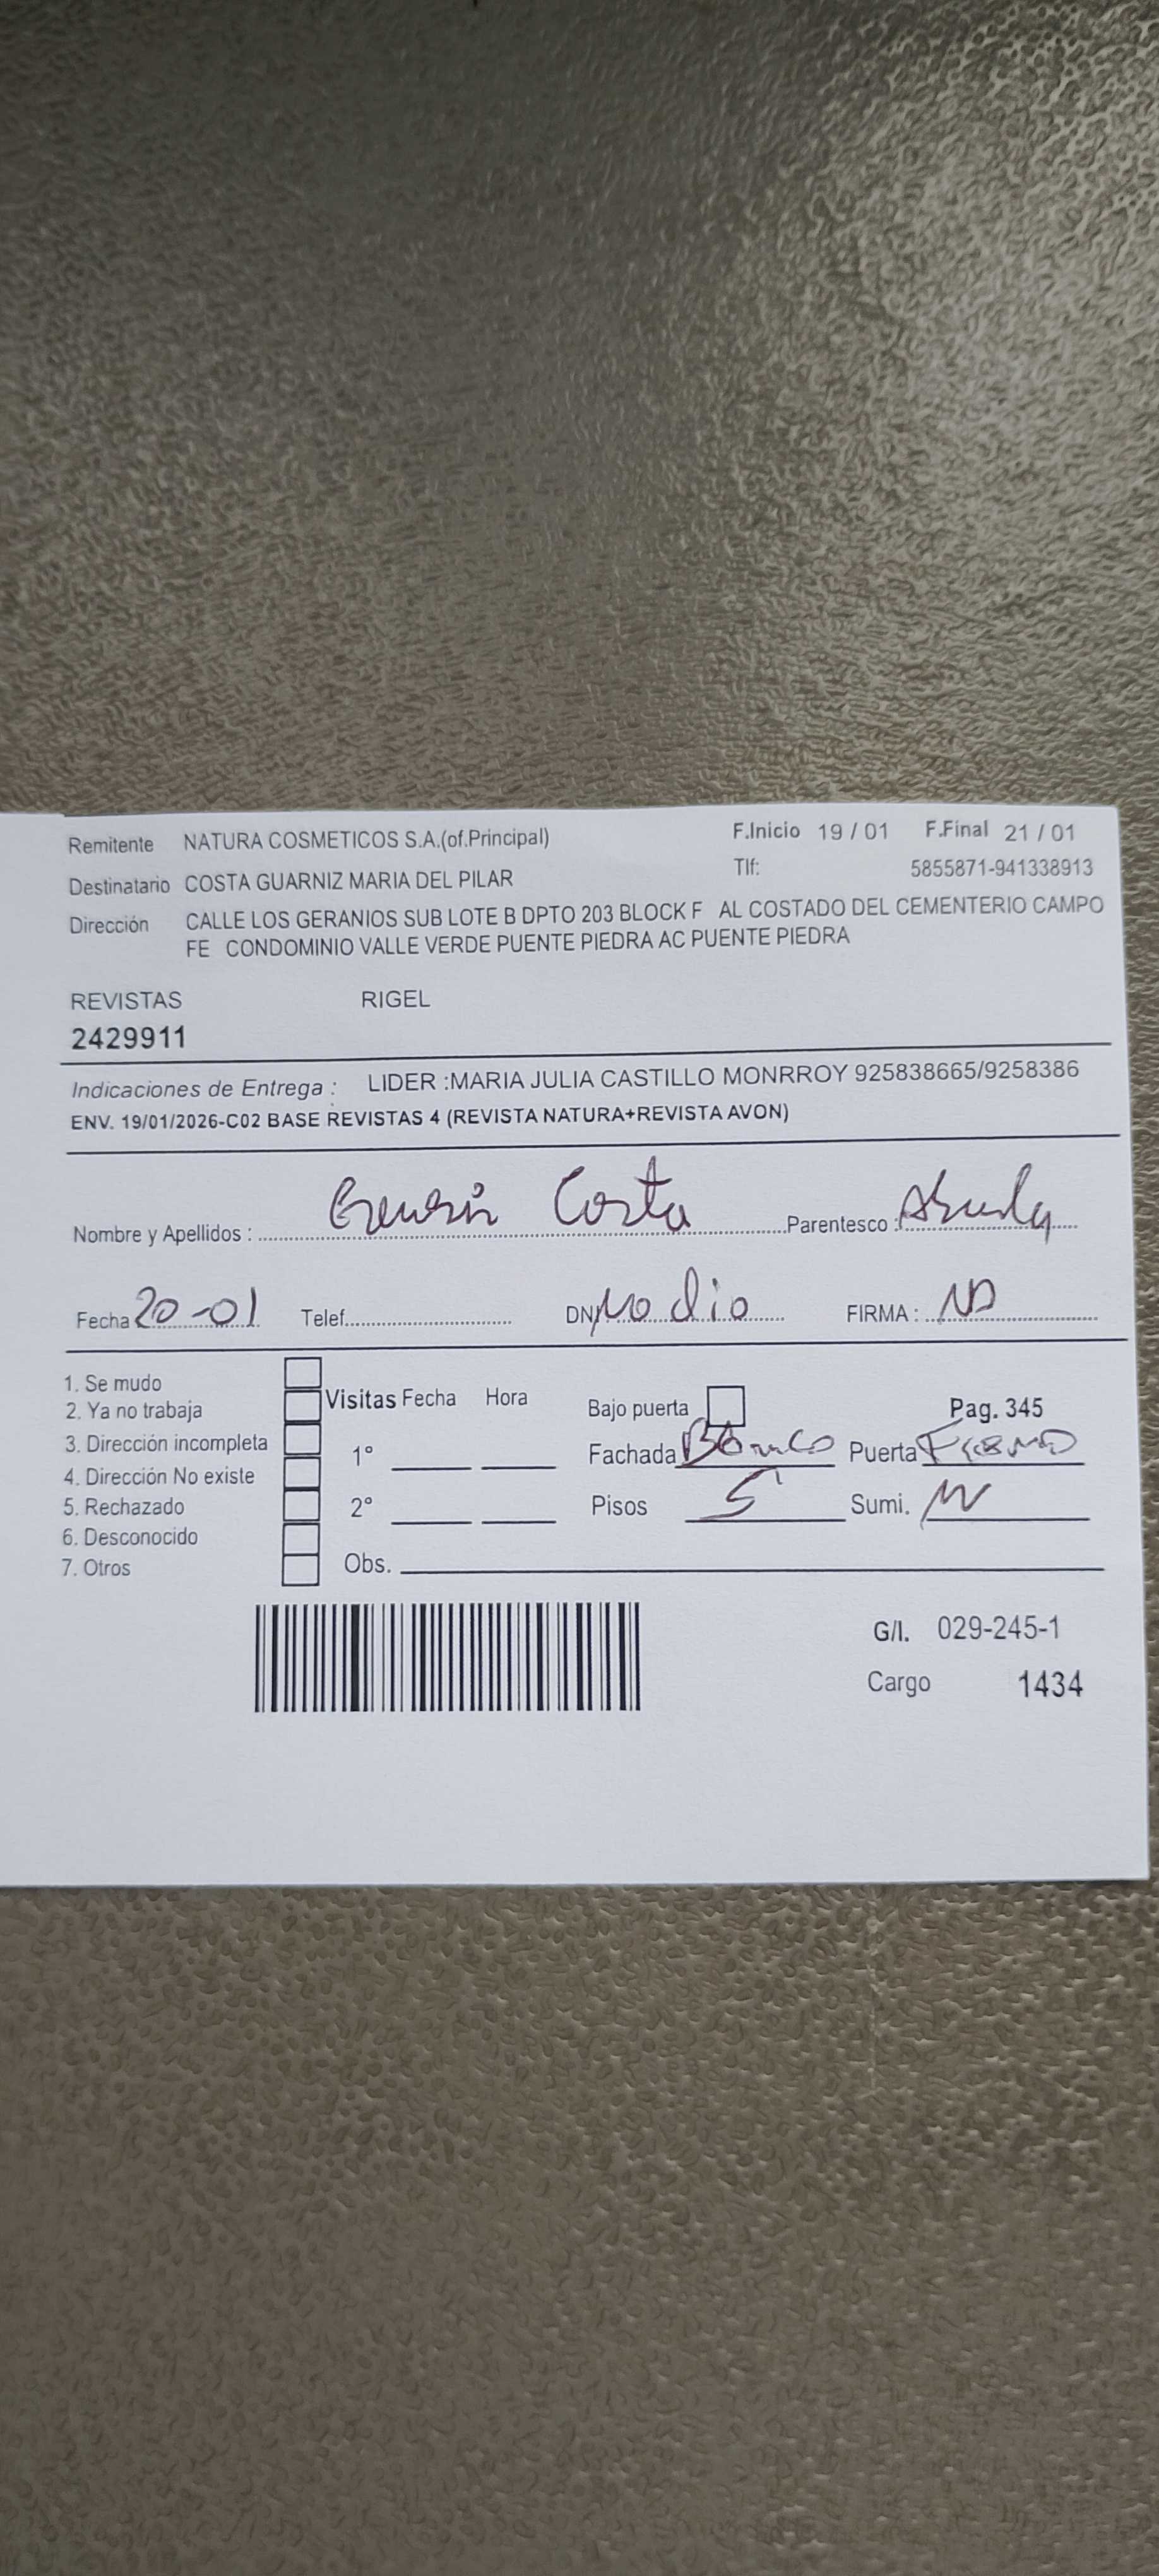 Remitente NATURA COSMETICOS S.A.(of.Principal) F.Inicio 19 / 01 F.Final 21 / 01
Destinatario COSTA GUARNIZ MARIA DEL PILAR Tlf: 5855871-941338913
Dirección CALLE LOS GERANIOS SUB LOTE B DPTO 203 BLOCK F AL COSTADO DEL CEMENTERIO CAMPO
FE CONDOMINIO VALLE VERDE PUENTE PIEDRA AC PUENTE PIEDRA
REVISTAS RIGEL
2429911
Indicaciones de Entrega : LIDER :MARIA JULIA CASTILLO MONRROY 925838665/9258386
ENV. 19/01/2026-C02 BASE REVISTAS 4 (REVISTA NATURA+REVISTA AVON)
Nombre y Apellidos : Costa Parentesco :
Fecha 20-01 Telef. DNI No dio FIRMA :
1. Se mudo
2. Ya no trabaja Visitas Fecha Hora Bajo puerta Pag. 345
3. Dirección incompleta 1° Fachada Blanco Puerta
4. Dirección No existe
5. Rechazado 2° Pisos 5 Sumi.
6. Desconocido
7. Otros Obs.
G/I. 029-245-1
Cargo 1434